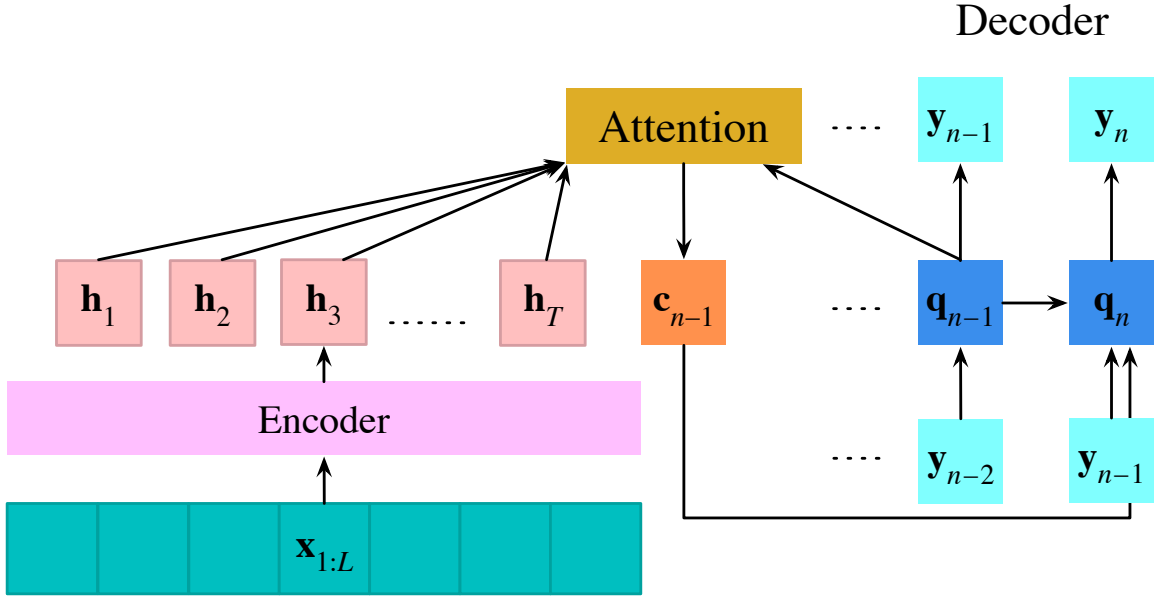 Decoder
Attention
.... y_{n−1} y_n
h_1 h_2 h_3 ...... h_T c_{n−1} .... q_{n−1} q_n
Encoder
.... y_{n−2} y_{n−1}
x_{1:L}